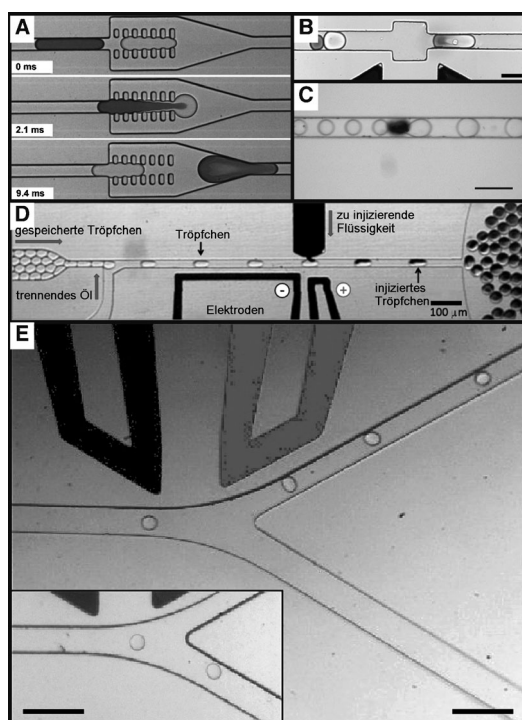 A
0 ms
2.1 ms
9.4 ms
B
C
D
gespeicherte Tröpfchen
trennendes Öl
Tröpfchen
zu injizierende
Flüssigkeit
Elektroden
-
+
injiziertes
Tröpfchen
100 µm
E